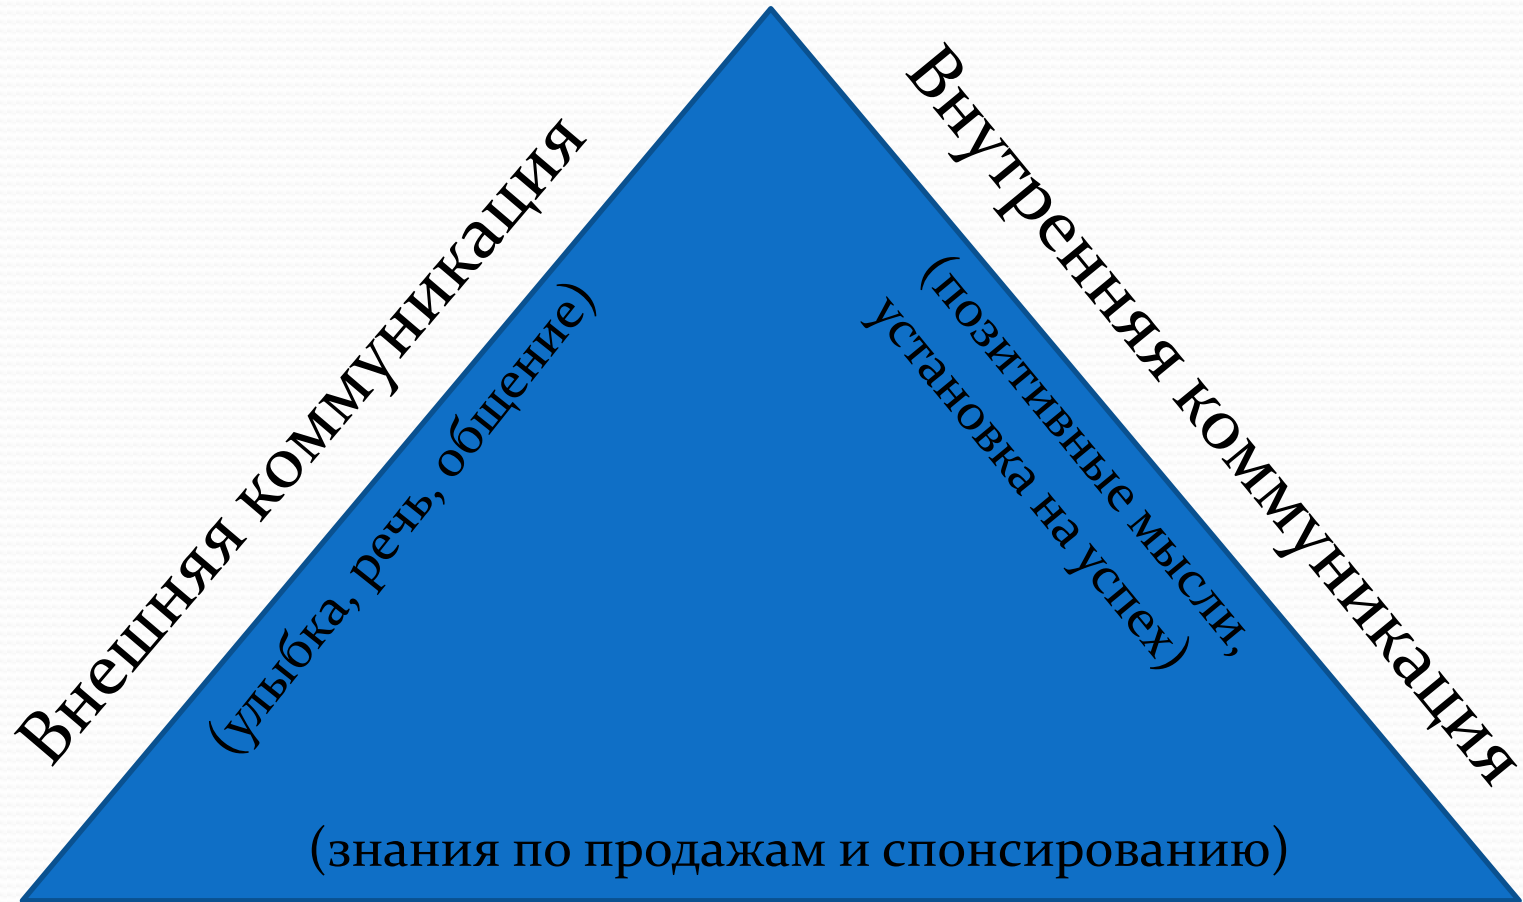 Внешняя коммуникация
(улыбка, речь, общение)
Внутренняя коммуникация
(позитивные мысли,
установка на успех)
(знания по продажам и спонсированию)